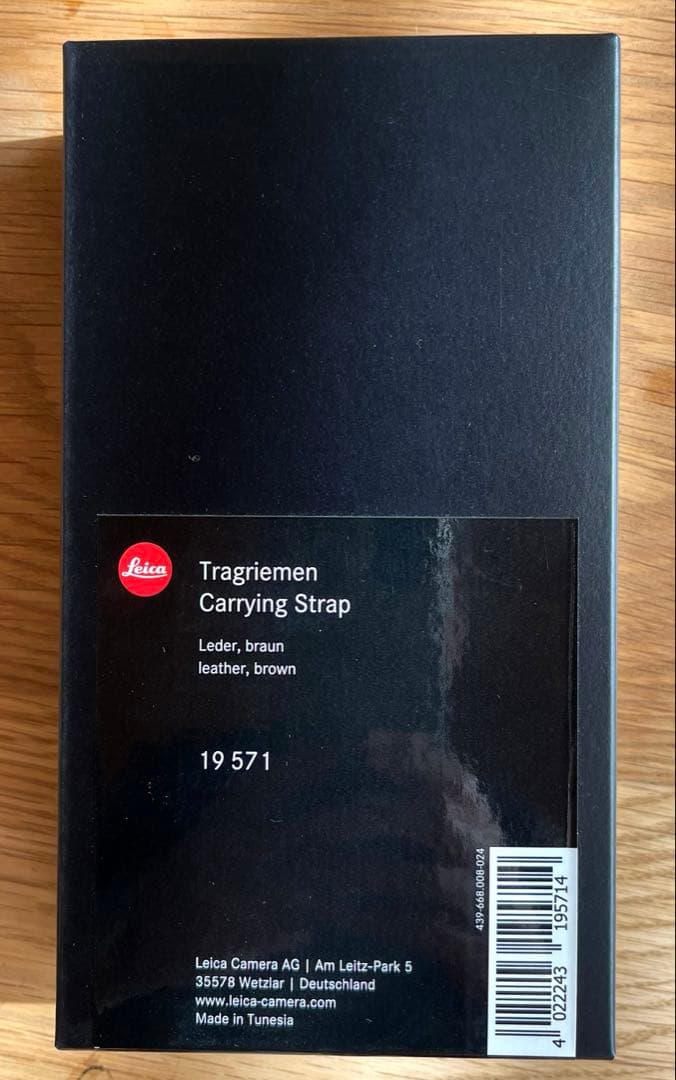 Leica
Tragriemen
Carrying Strap
Leder, braun
leather, brown
19 571
439-668.008-024
4 022243 195714
Leica Camera AG | Am Leitz-Park 5
35578 Wetzlar | Deutschland
www.leica-camera.com
Made in Tunesia